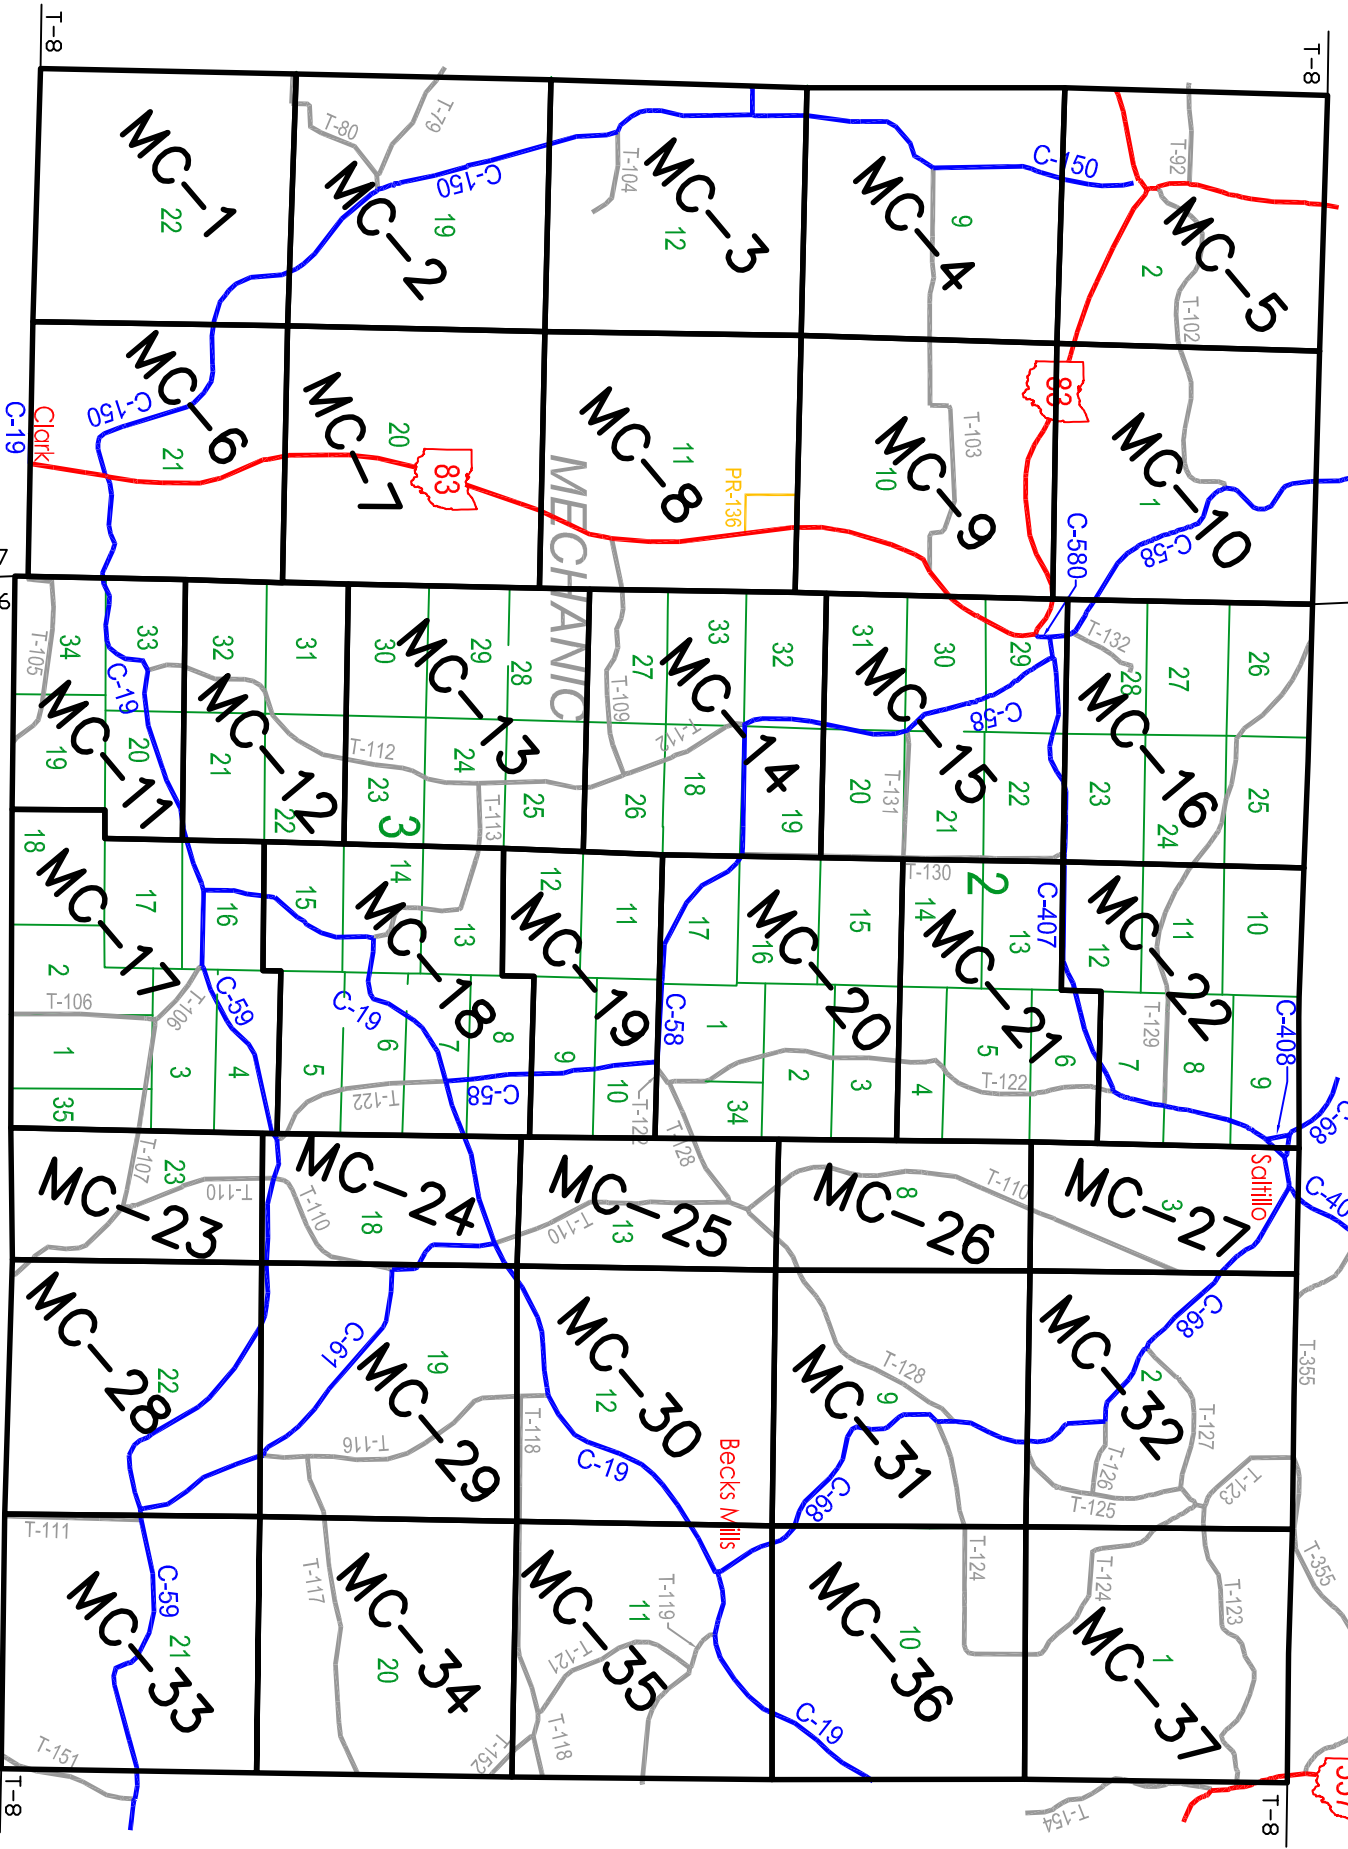 T-8
T-8
MC-1
22
T-80
T-79
MC-2
19
C-150
T-104
MC-3
12
MC-4
9
C-150
T-92
MC-5
2
T-102
C-19
Clark
C-150
MC-6
21
MC-7
20
83
MECHANIC
MC-8
11
PR-136
MC-9
10
T-103
83
MC-10
1
C-580
C-58
7
6
T-105
34
33
C-19
MC-11
19
20
32
31
MC-12
21
22
T-112
30
29
28
MC-13
23
24
25
3
T-113
27
33
32
T-109
T-112
MC-14
26
18
19
31
30
29
MC-15
C-58
20
21
22
T-131
T-132
28
27
26
MC-16
23
24
25
18
17
16
MC-17
2
T-106
T-106
1
3
4
35
C-59
15
14
13
MC-18
C-19
5
6
7
8
T-122
C-58
12
11
MC-19
9
10
T-122
C-58
17
16
15
MC-20
1
2
3
34
T-130
2
14
13
MC-21
C-407
4
5
6
T-122
12
11
10
MC-22
7
8
9
T-129
C-408
C-68
C-40
T-107
23
T-110
MC-23
MC-24
T-110
18
T-128
MC-25
T-110
13
MC-26
8
T-110
MC-27
3
Saltillo
MC-28
22
C-61
MC-29
19
T-116
T-118
MC-30
12
C-19
Becks Mills
MC-31
9
T-128
C-68
MC-32
2
C-68
T-127
T-126
T-125
T-123
T-355
T-355
T-111
C-59
MC-33
21
T-151
T-117
MC-34
20
MC-35
11
T-119
T-121
T-118
T-152
MC-36
10
C-19
T-124
T-124
MC-37
1
T-123
T-154
T-8
T-8